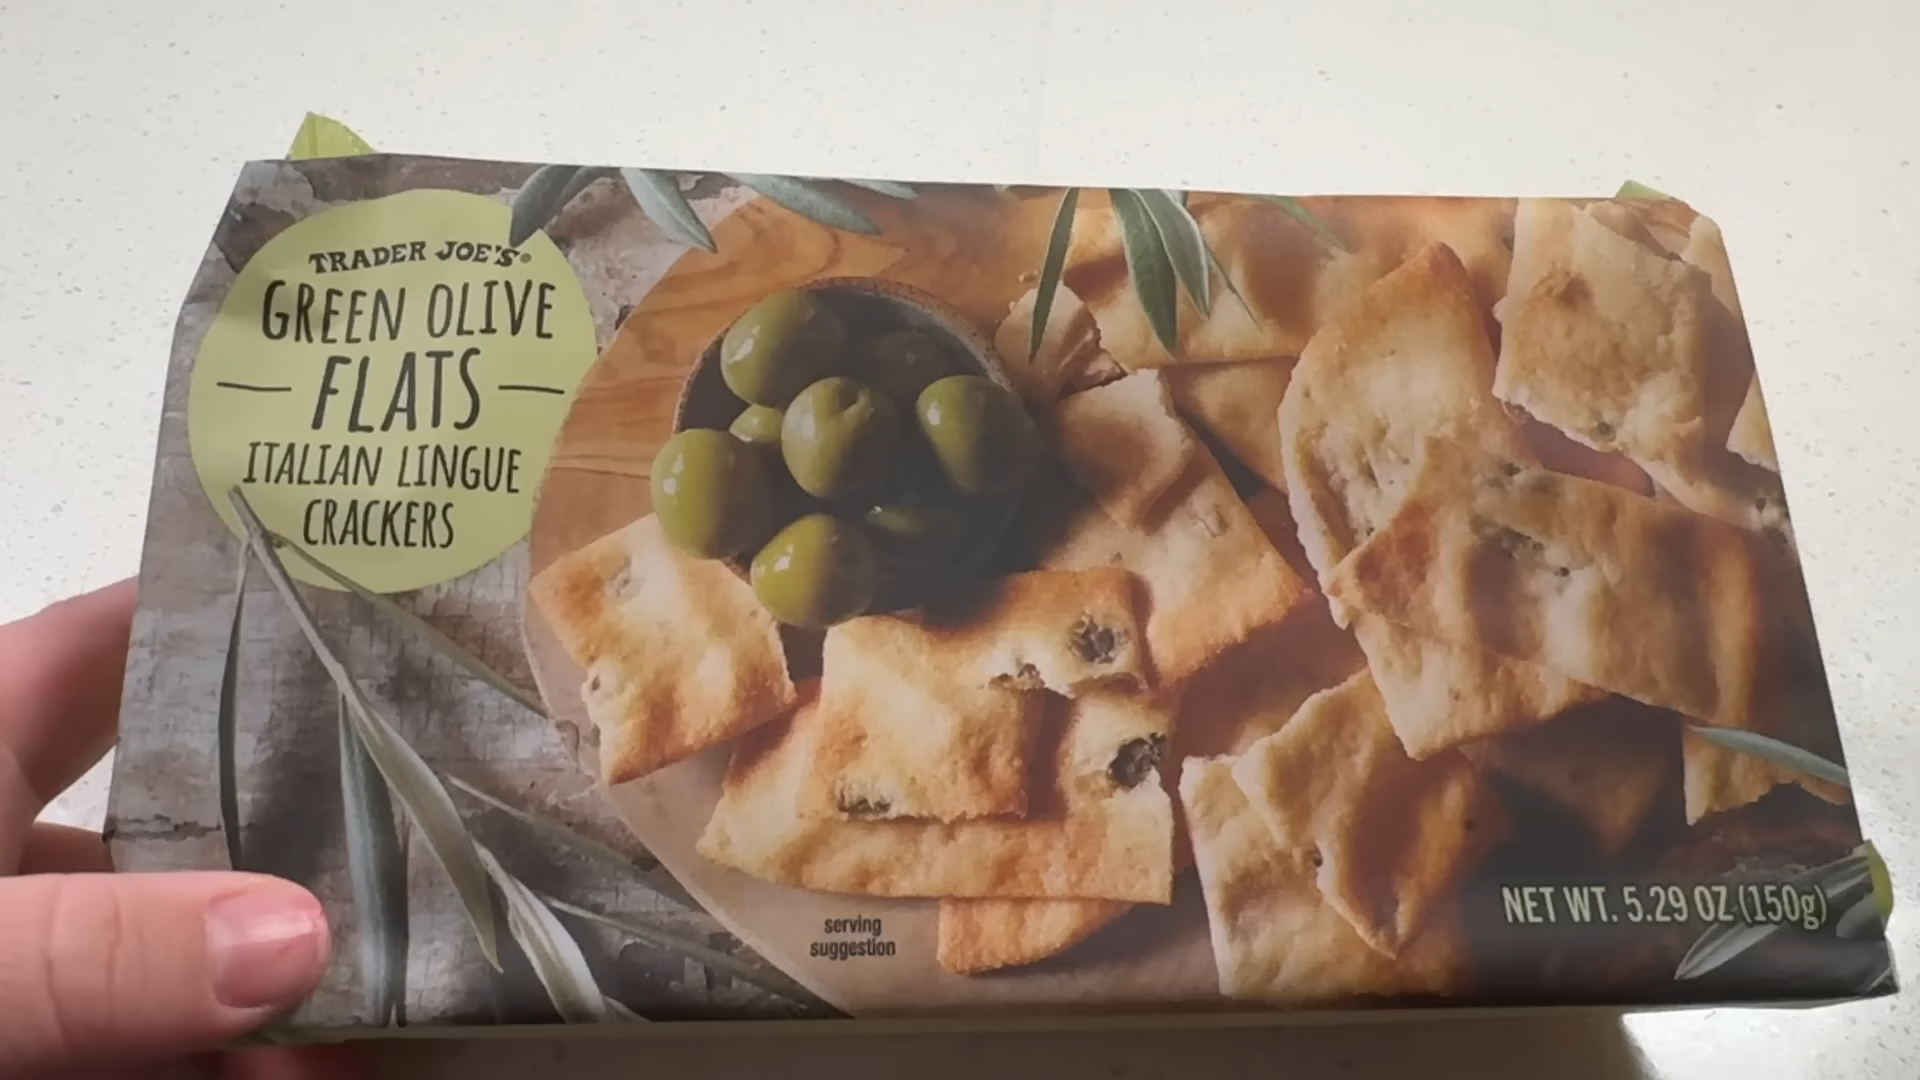 TRADER JOE'S®
GREEN OLIVE
FLATS
ITALIAN LINGUE
CRACKERS
serving
suggestion
NET WT. 5.29 OZ (150g)